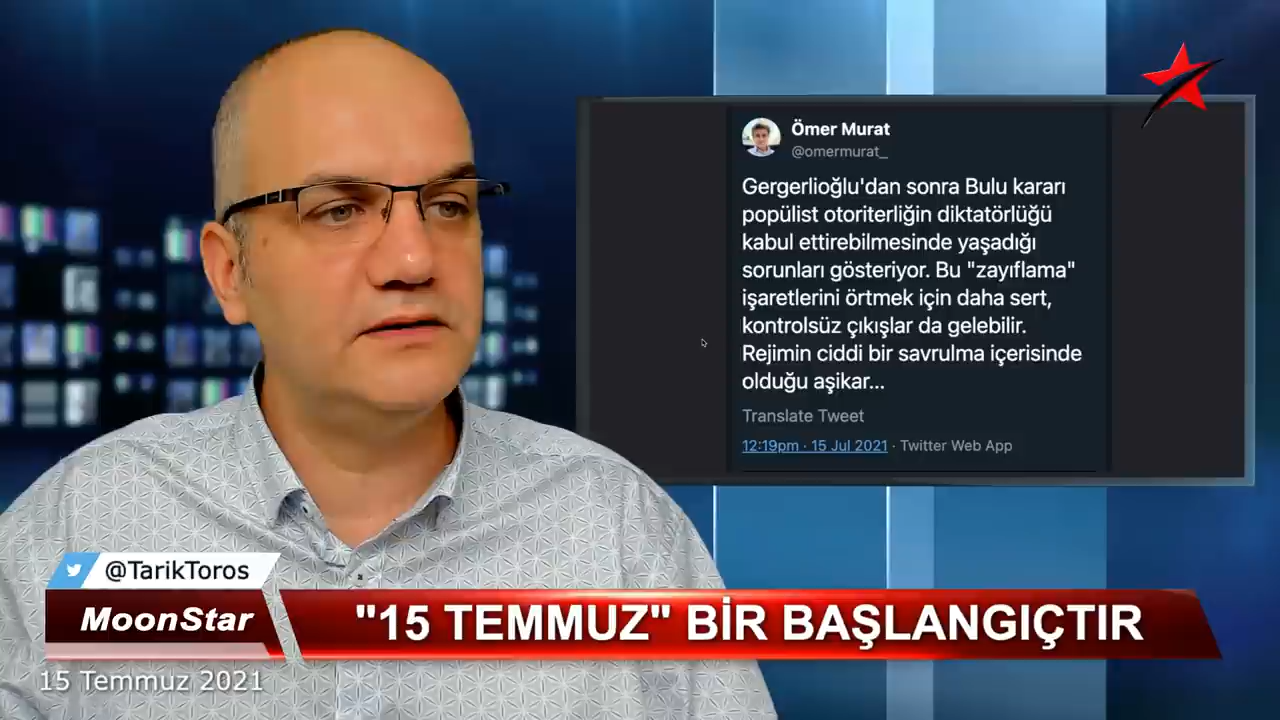 Ömer Murat
@omermurat_
Gergerlioğlu'dan sonra Bulu kararı
popülist otoriterliğin diktatörlüğü
kabul ettirebilmesinde yaşadığı
sorunları gösteriyor. Bu "zayıflama"
işaretlerini örtmek için daha sert,
kontrolsüz çıkışlar da gelebilir.
Rejimin ciddi bir savrulma içerisinde
olduğu aşikar...
Translate Tweet
12:19pm · 15 Jul 2021 · Twitter Web App
@TarikToros
MoonStar
"15 TEMMUZ" BİR BAŞLANGIÇTIR
15 Temmuz 2021